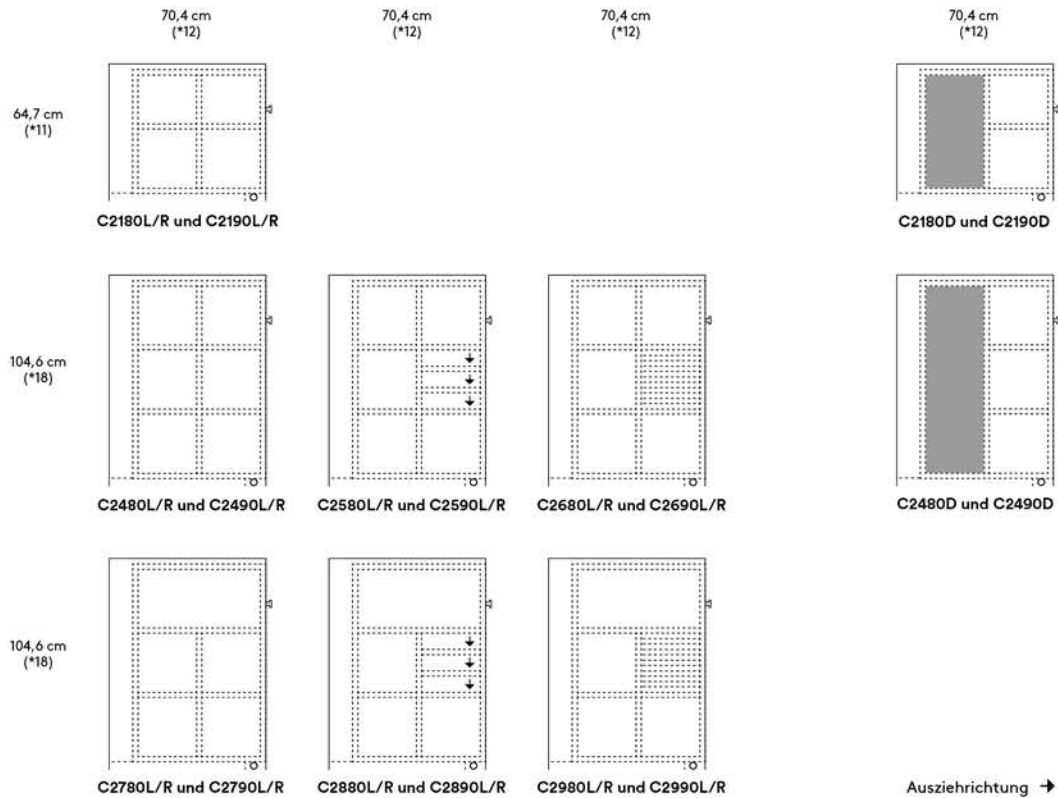 70,4 cm
(*12)
70,4 cm
(*12)
70,4 cm
(*12)
70,4 cm
(*12)
64,7 cm
(*11)
C2180L/R und C2190L/R
C2180D und C2190D
104,6 cm
(*18)
C2480L/R und C2490L/R
C2580L/R und C2590L/R
C2680L/R und C2690L/R
C2480D und C2490D
104,6 cm
(*18)
C2780L/R und C2790L/R
C2880L/R und C2890L/R
C2980L/R und C2990L/R
Ausziehrichtung